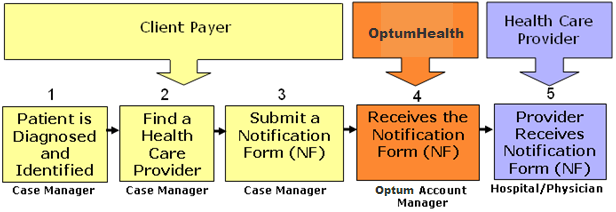 Client Payer
OptumHealth
Health Care
Provider
1
2
3
4
5
Patient is
Diagnosed
and
Identified
Find a
Health
Care
Provider
Submit a
Notification
Form (NF)
Receives the
Notification
Form (NF)
Provider
Receives
Notification
Form (NF)
Case Manager
Case Manager
Case Manager
Optum Account
Manager
Hospital/Physician